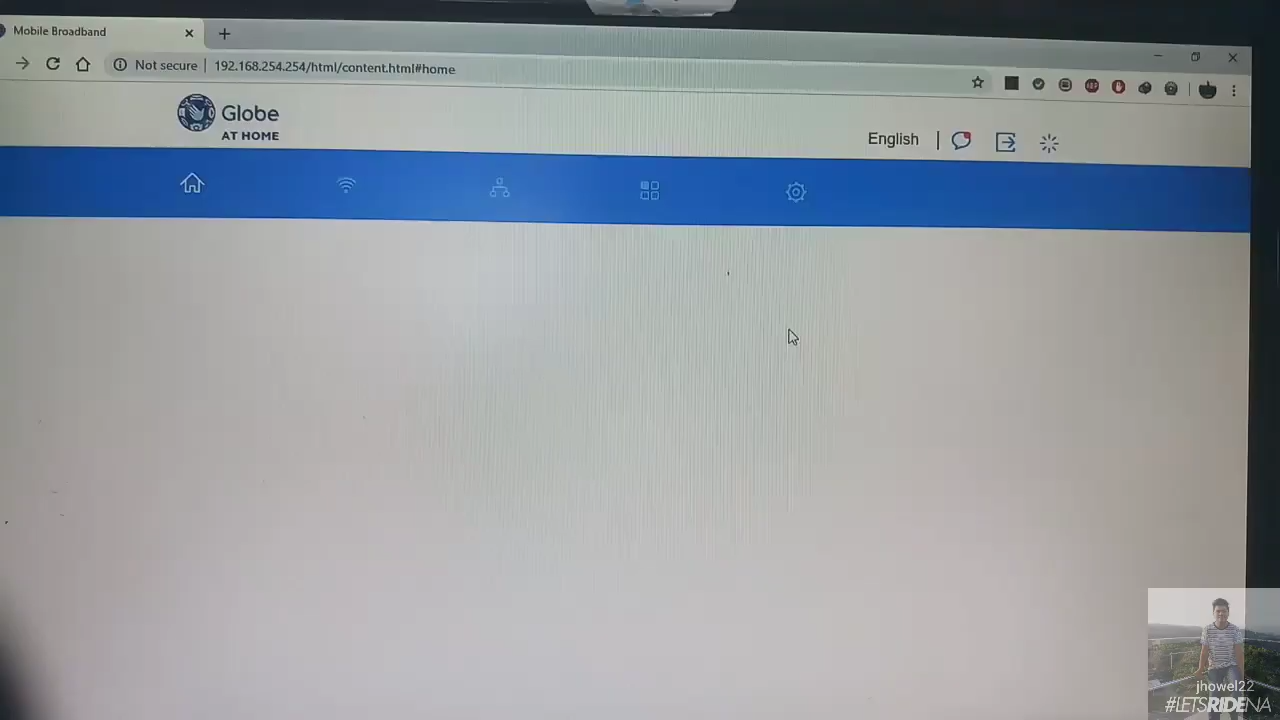 Mobile Broadband
Not secure
192.168.254.254/html/content.html#home
Globe
AT HOME
English
jhowel22
#LETSRIDENA